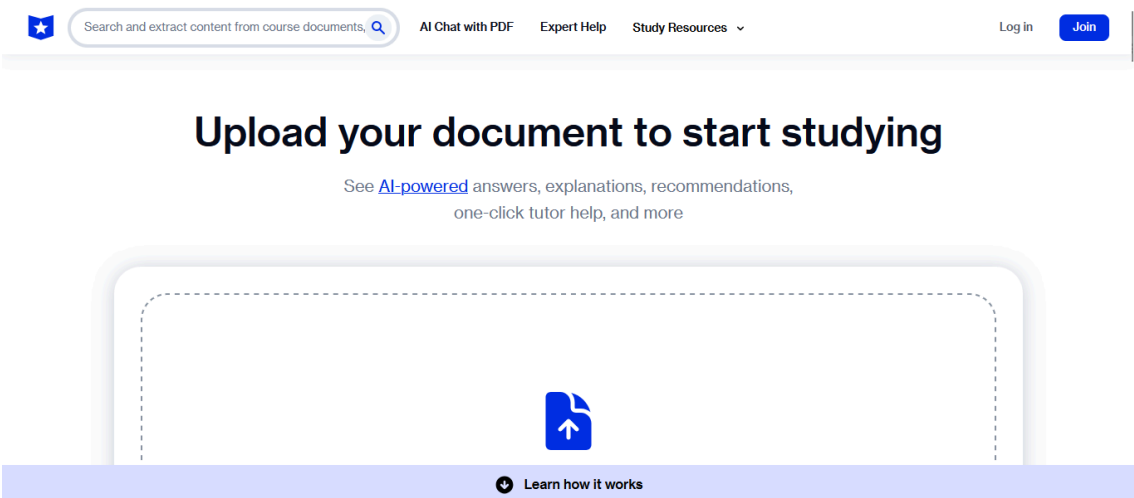 Search and extract content from course documents,
AI Chat with PDF
Expert Help
Study Resources
Log in
Join
Upload your document to start studying
See AI-powered answers, explanations, recommendations,
one-click tutor help, and more
Learn how it works